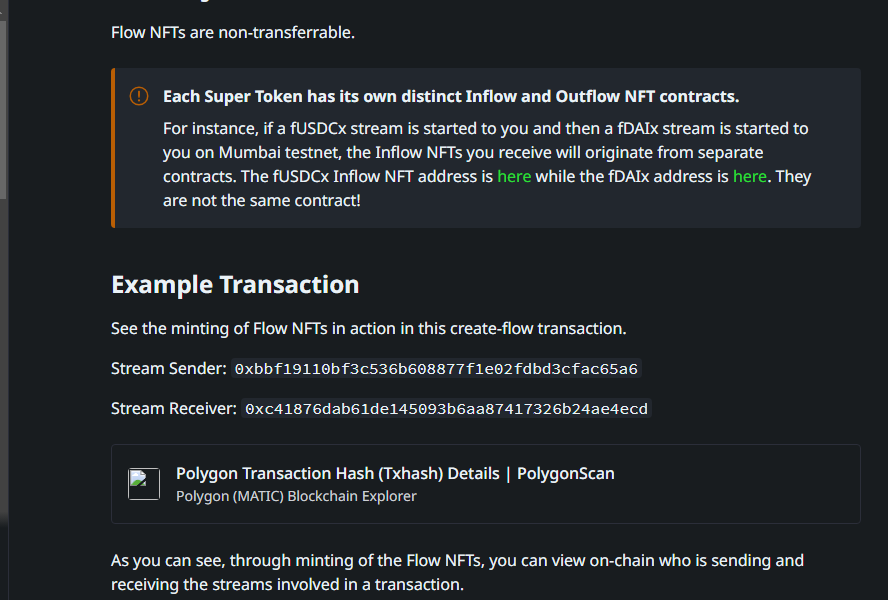 Flow NFTs are non-transferrable.
Each Super Token has its own distinct Inflow and Outflow NFT contracts.
For instance, if a fUSDCx stream is started to you and then a fDAIx stream is started to
you on Mumbai testnet, the Inflow NFTs you receive will originate from separate
contracts. The fUSDCx Inflow NFT address is here while the fDAIx address is here. They
are not the same contract!
Example Transaction
See the minting of Flow NFTs in action in this create-flow transaction.
Stream Sender: 0xbbf19110bf3c536b608877f1e02fdbd3cfac65a6
Stream Receiver: 0xc41876dab61de145093b6aa87417326b24ae4ecd
Polygon Transaction Hash (Txhash) Details | PolygonScan
Polygon (MATIC) Blockchain Explorer
As you can see, through minting of the Flow NFTs, you can view on-chain who is sending and
receiving the streams involved in a transaction.